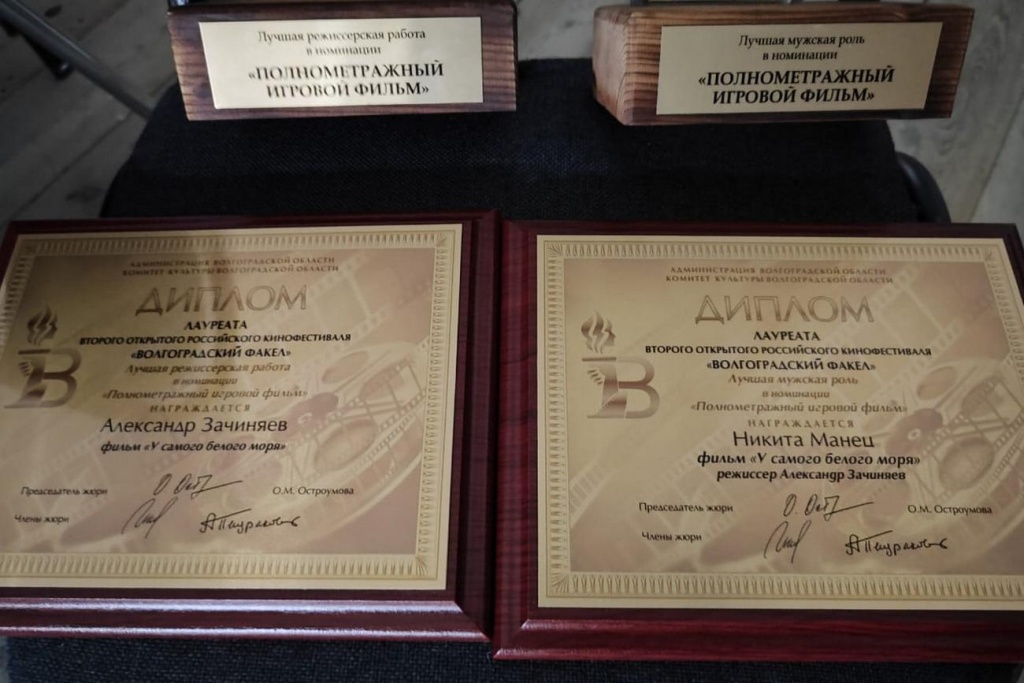 Лучшая режиссерская работа
в номинации
«ПОЛНОМЕТРАЖНЫЙ
ИГРОВОЙ ФИЛЬМ»
Лучшая мужская роль
в номинации
«ПОЛНОМЕТРАЖНЫЙ
ИГРОВОЙ ФИЛЬМ»
АДМИНИСТРАЦИЯ ВОЛГОГРАДСКОЙ ОБЛАСТИ
КОМИТЕТ КУЛЬТУРЫ ВОЛГОГРАДСКОЙ ОБЛАСТИ
ДИПЛОМ
ЛАУРЕАТА
ВТОРОГО ОТКРЫТОГО РОССИЙСКОГО КИНОФЕСТИВАЛЯ
«ВОЛГОГРАДСКИЙ ФАКЕЛ»
Лучшая режиссерская работа
в номинации
«Полнометражный игровой фильм»
НАГРАЖДАЕТСЯ
Александр Зачиняев
фильм «У самого белого моря»
Председатель жюри О.М. Остроумова
Члены жюри
В
АДМИНИСТРАЦИЯ ВОЛГОГРАДСКОЙ ОБЛАСТИ
КОМИТЕТ КУЛЬТУРЫ ВОЛГОГРАДСКОЙ ОБЛАСТИ
ДИПЛОМ
ЛАУРЕАТА
ВТОРОГО ОТКРЫТОГО РОССИЙСКОГО КИНОФЕСТИВАЛЯ
«ВОЛГОГРАДСКИЙ ФАКЕЛ»
Лучшая мужская роль
в номинации
«Полнометражный игровой фильм»
НАГРАЖДАЕТСЯ
Никита Манец
фильм «У самого белого моря»
режиссер Александр Зачиняев
Председатель жюри О.М. Остроумова
Члены жюри
В